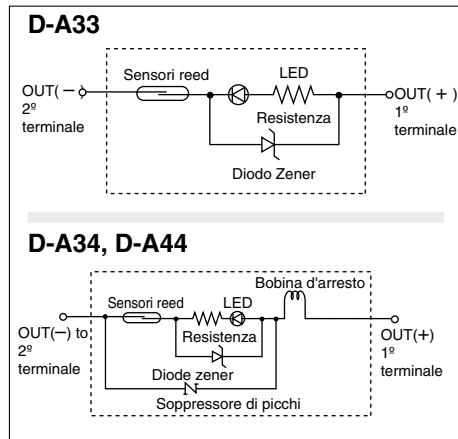 D-A33
Sensori reed
LED
OUT(−)
2º
terminale
OUT(+)
1º
terminale
Resistenza
Diodo Zener
D-A34, D-A44
Bobina d'arresto
Sensori reed
LED
OUT(−) to
2º
terminale
Resistenza
OUT(+)
1º
terminale
Diode zener
Soppressore di picchi